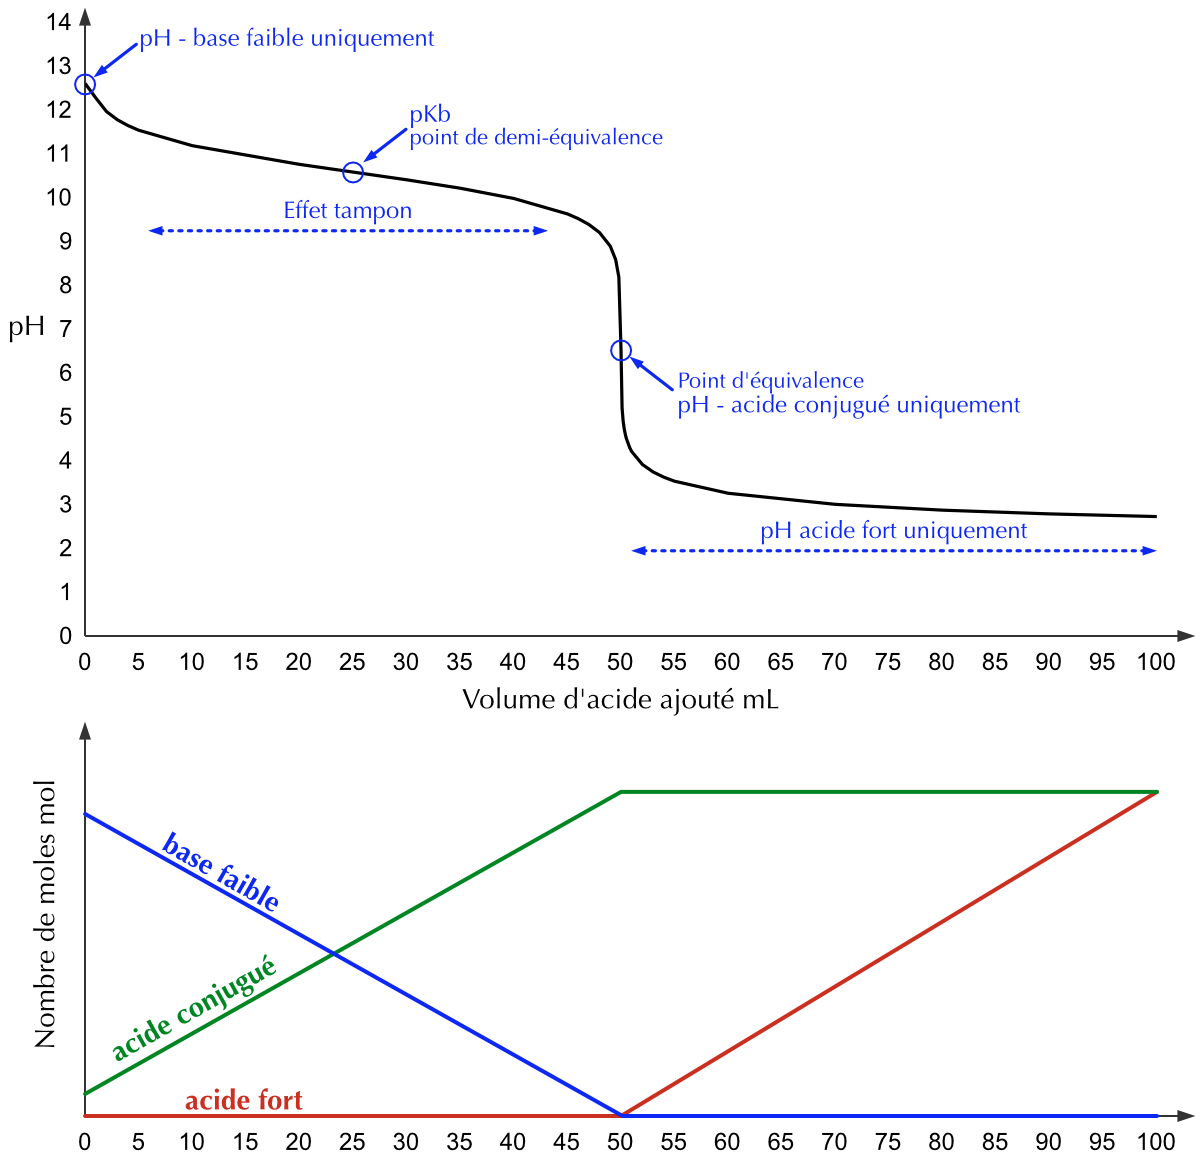 14
pH - base faible uniquement
13
12
pKb
point de demi-équivalence
11
10
Effet tampon
9
8
pH
7
6
Point d'équivalence
pH - acide conjugué uniquement
5
4
3
pH acide fort uniquement
2
1
0
0 5 10 15 20 25 30 35 40 45 50 55 60 65 70 75 80 85 90 95 100
Volume d'acide ajouté mL
Nombre de moles mol
base faible
acide conjugué
acide fort
0 5 10 15 20 25 30 35 40 45 50 55 60 65 70 75 80 85 90 95 100